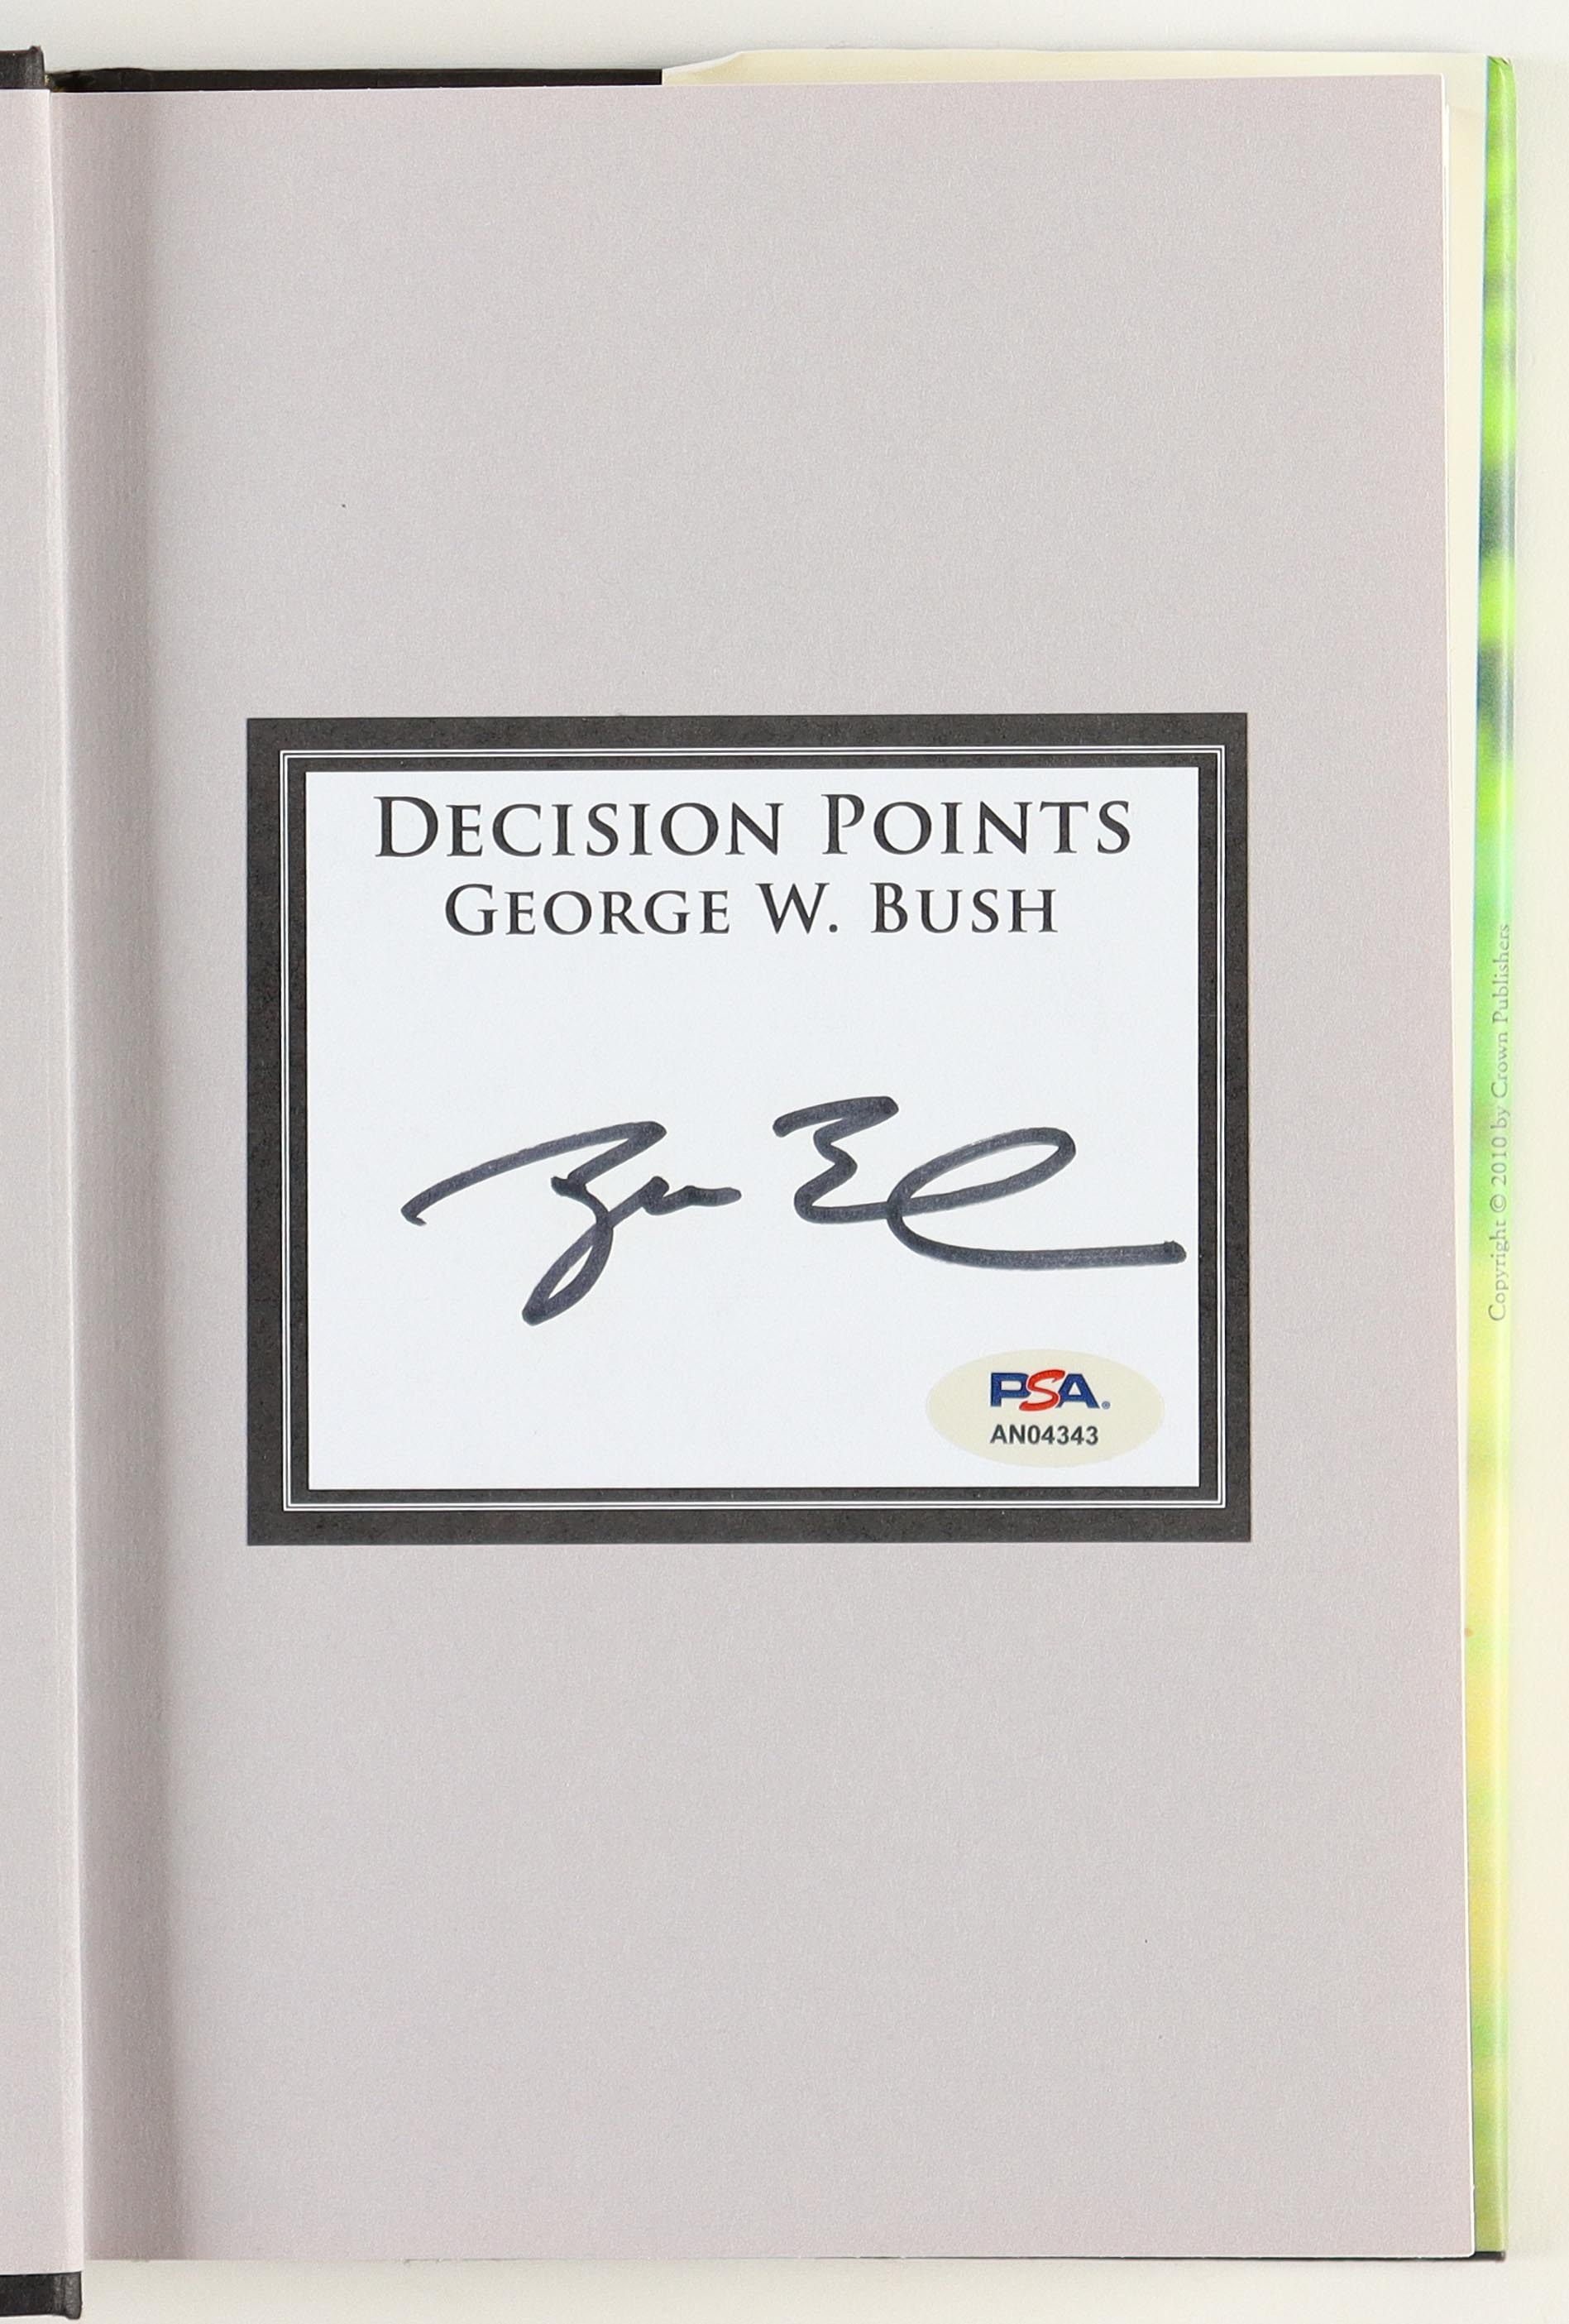 DECISION POINTS
GEORGE W. BUSH
PSA®
AN04343
Copyright © 2010 by Crown Publishers